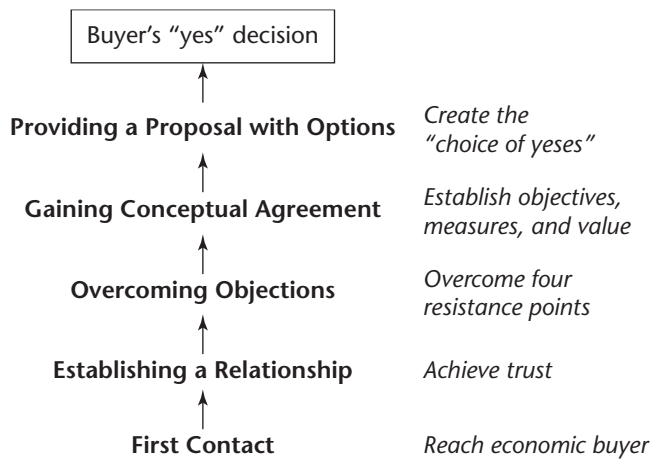 Buyer’s “yes” decision
Providing a Proposal with Options
Create the
“choice of yeses”
Gaining Conceptual Agreement
Establish objectives,
measures, and value
Overcoming Objections
Overcome four
resistance points
Establishing a Relationship
Achieve trust
First Contact
Reach economic buyer